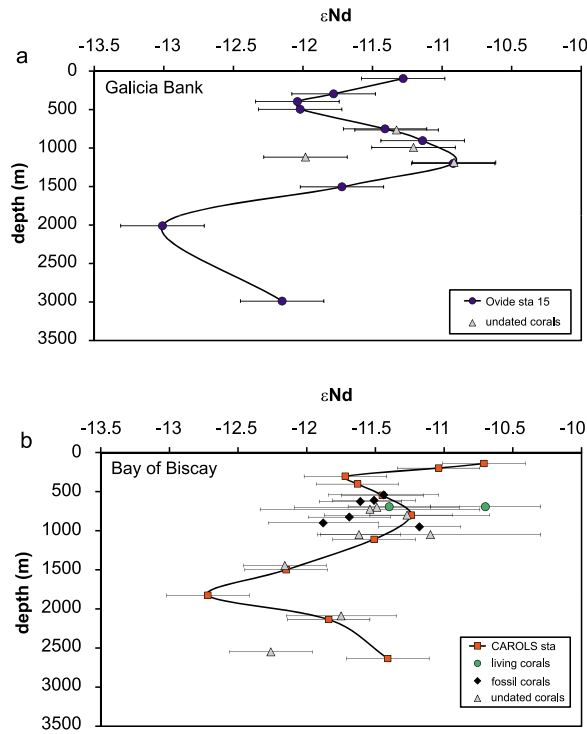 εNd
-13.5 -13 -12.5 -12 -11.5 -11 -10.5 -10
a
Galicia Bank
depth (m)
0
500
1000
1500
2000
2500
3000
3500
Ovide sta 15
undated corals
εNd
-13.5 -13 -12.5 -12 -11.5 -11 -10.5 -10
b
Bay of Biscay
depth (m)
0
500
1000
1500
2000
2500
3000
3500
CAROLS sta
living corals
fossil corals
undated corals